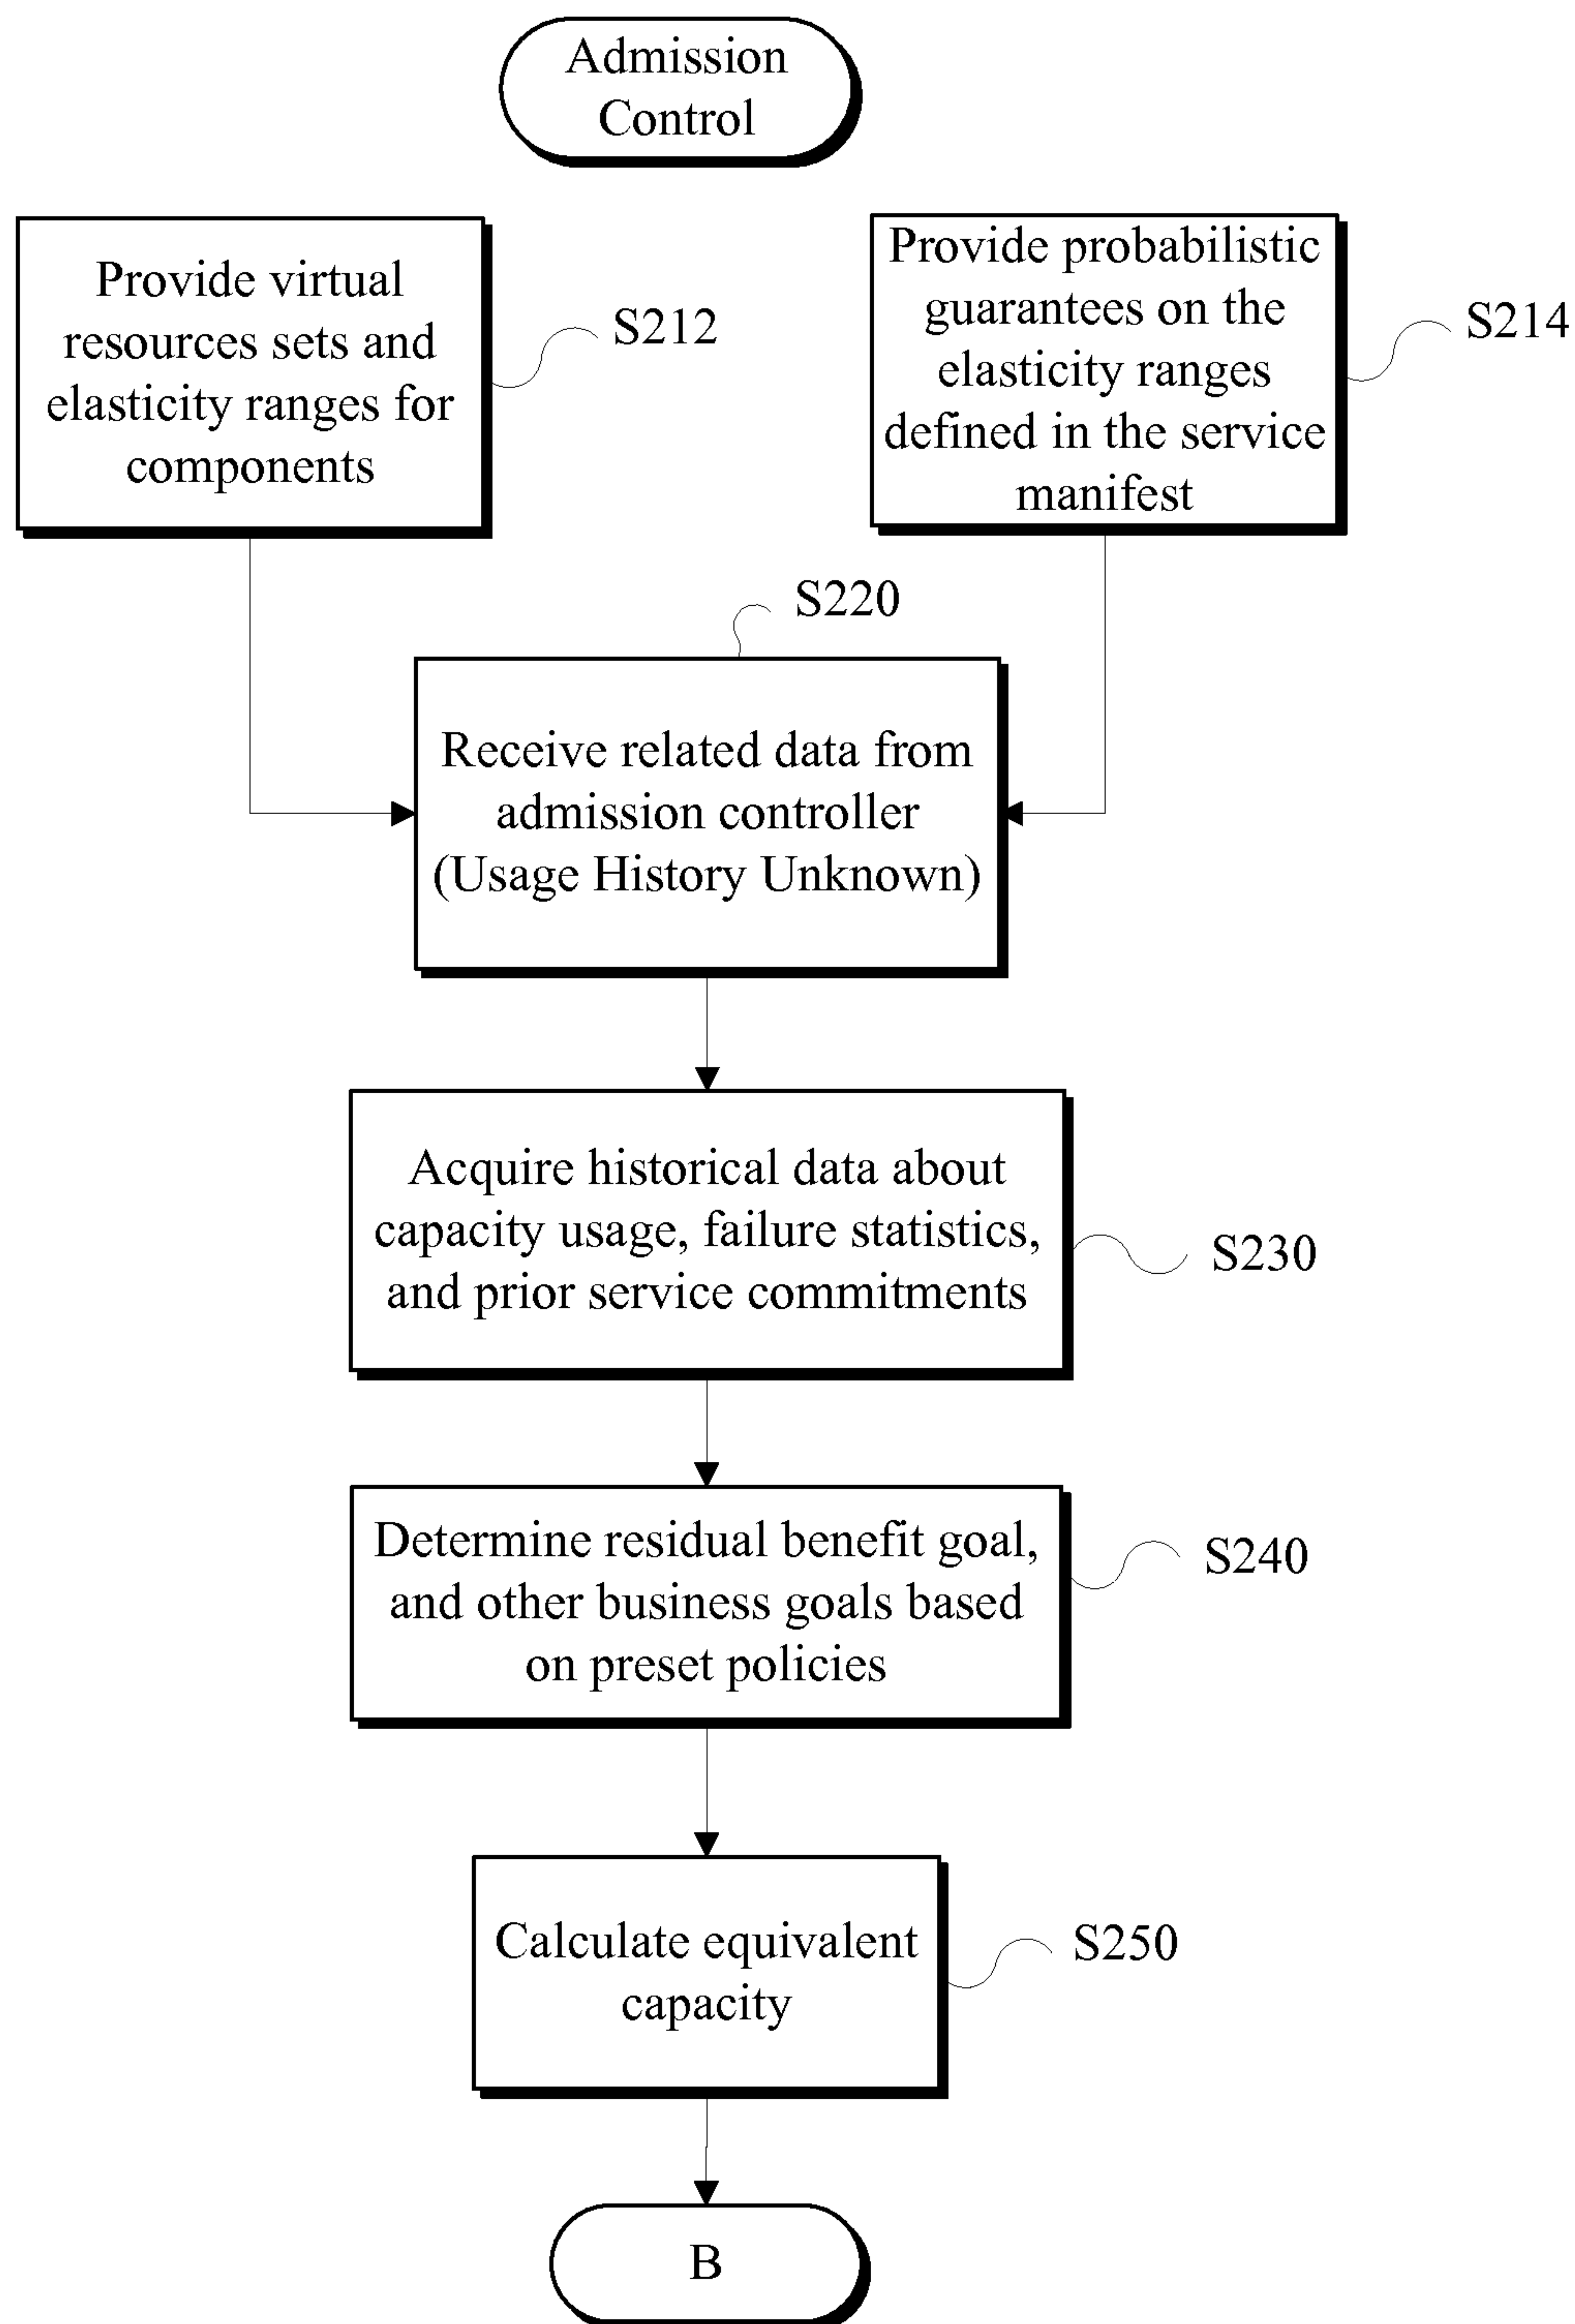 Admission
Control
Provide virtual
resources sets and
elasticity ranges for
components
S212
Provide probabilistic
guarantees on the
elasticity ranges
defined in the service
manifest
S214
S220
Receive related data from
admission controller
(Usage History Unknown)
Acquire historical data about
capacity usage, failure statistics,
and prior service commitments
S230
Determine residual benefit goal,
and other business goals based
on preset policies
S240
Calculate equivalent
capacity
S250
B